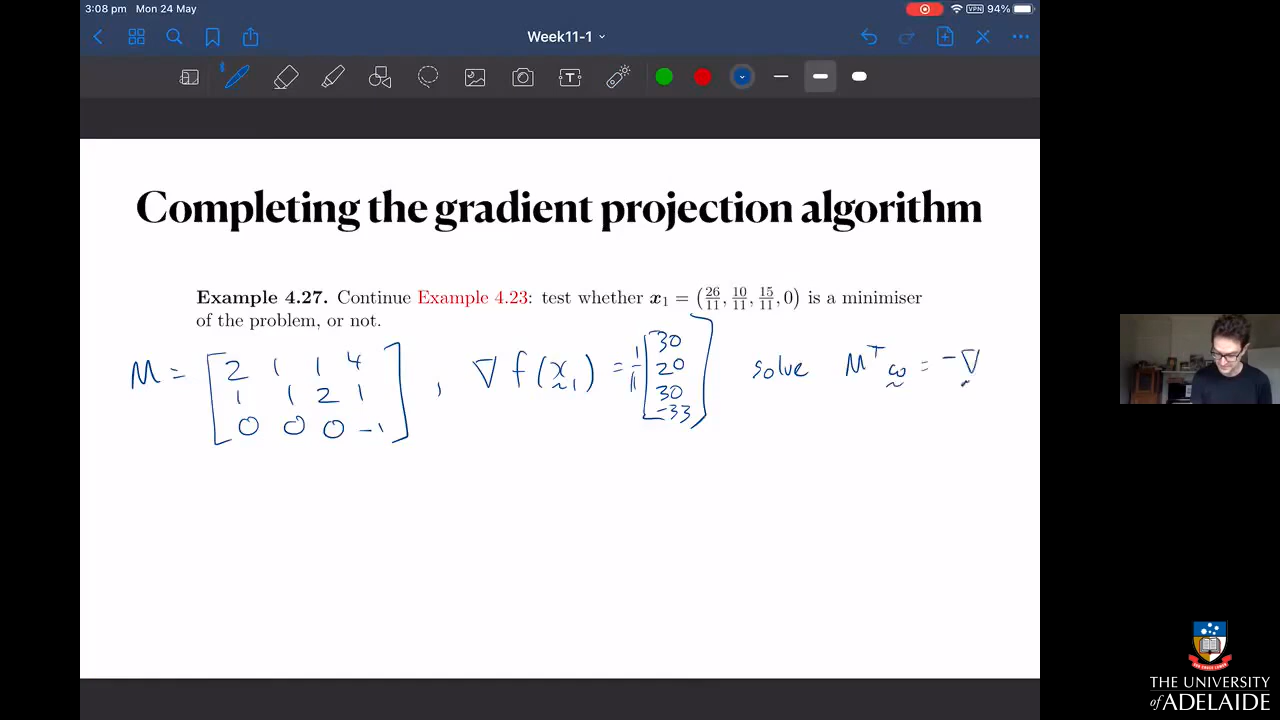 3:08 pm Mon 24 May
VPN 94%
Week11-1
T
Completing the gradient projection algorithm
Example 4.27. Continue Example 4.23: test whether x₁ = (26/11, 10/11, 15/11, 0) is a minimiser
of the problem, or not.
M = [2 1 1 4; 1 1 2 1; 0 0 0 -1] , ∇f(x₁) = 1/11 [30; 20; 30; -33] solve Mᵀω = -∇
THE UNIVERSITY
of ADELAIDE